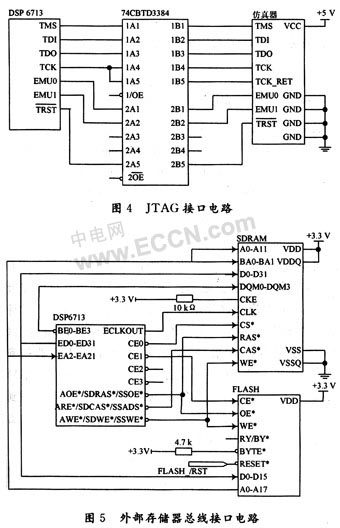 DSP 6713 74CBTD3384 仿真器
TMS 1A1 1B1 TMS VCC +5 V
TDI 1A2 1B2 TDI
TDO 1A3 1B3 TDO
TCK 1A4 1B4 TCK
1A5 1B5 TCK_RET
EMU0 1/OE EMU0 GND
EMU1 2A1 2B1 EMU1 GND
TRST 2A2 2B2 TRST GND
2A3 2B3 GND
2A4 2B4
2A5 2B5
2OE
图 4 JTAG 接口电路
中电网
www.ECCN.com
SDRAM
+3.3 V
A0-A11 VDD
BA0-BA1 VDDQ
D0-D31
DQM0-DQM3
+3.3 V CKE
10 kΩ
DSP6713 CLK
BE0-BE3 ECLKOUT CS*
ED0-ED31 CE0 RAS*
EA2-EA21 CE1 CAS* VSS
CE2 WE* VSSQ
CE3
FLASH +3.3 V
AOE*/SDRAS*/SSOE* CE* VDD
ARE*/SDCAS*/SSADS* OE*
AWE*/SDWE*/SSWE* WE*
RY/BY*
4.7 k
+3.3V BYTE*
FLASH_/RST RESET*
D0-D15
A0-A17
图 5 外部存储器总线接口电路